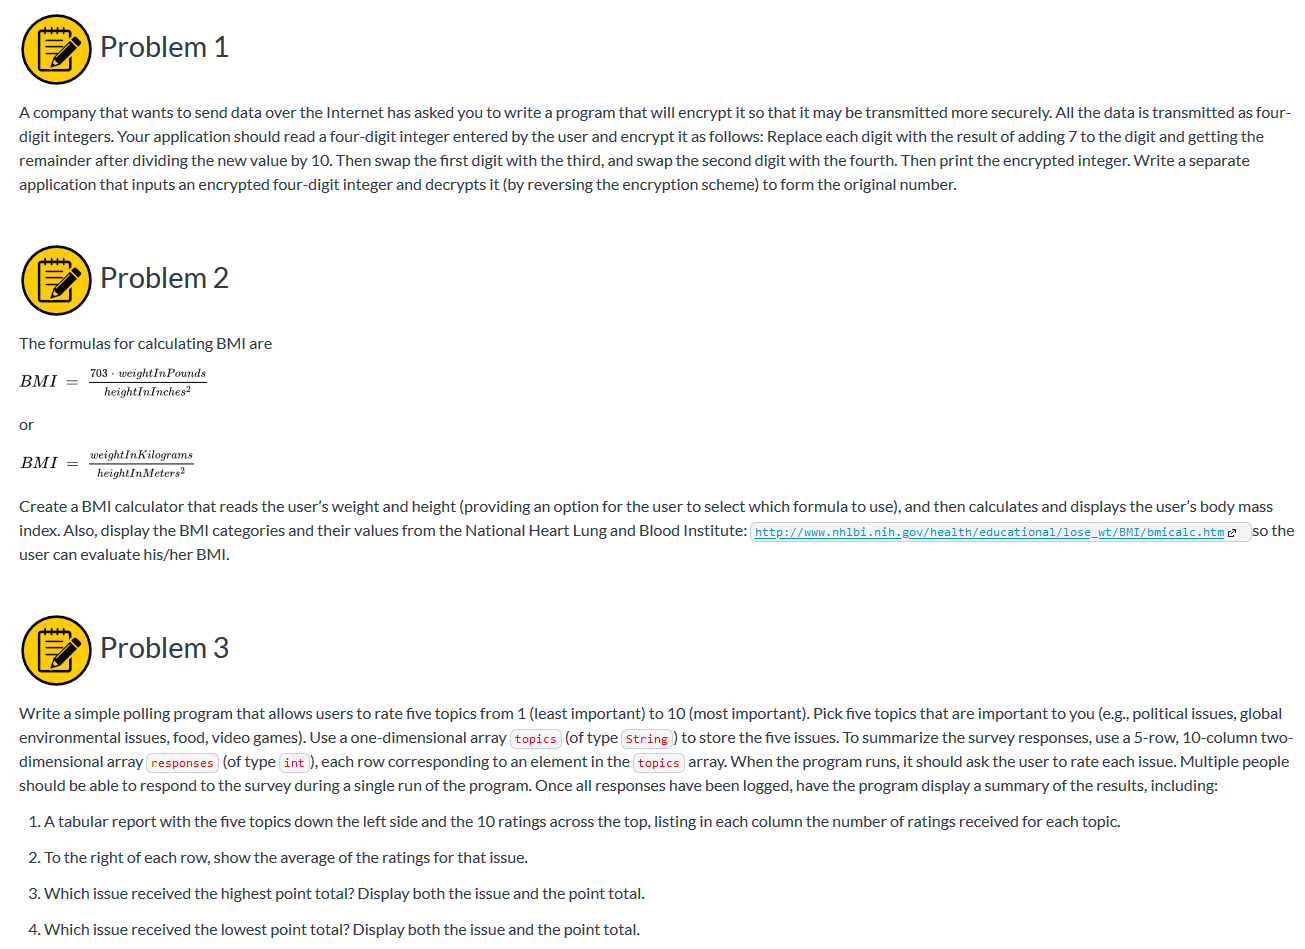 Problem 1
A company that wants to send data over the Internet has asked you to write a program that will encrypt it so that it may be transmitted more securely. All the data is transmitted as four-
digit integers. Your application should read a four-digit integer entered by the user and encrypt it as follows: Replace each digit with the result of adding 7 to the digit and getting the
remainder after dividing the new value by 10. Then swap the first digit with the third, and swap the second digit with the fourth. Then print the encrypted integer. Write a separate
application that inputs an encrypted four-digit integer and decrypts it (by reversing the encryption scheme) to form the original number.
Problem 2
The formulas for calculating BMI are
BMI = 703 · weightInPounds / heightInInches²
or
BMI = weightInKilograms / heightInMeters²
Create a BMI calculator that reads the user’s weight and height (providing an option for the user to select which formula to use), and then calculates and displays the user’s body mass
index. Also, display the BMI categories and their values from the National Heart Lung and Blood Institute: http://www.nhlbi.nih.gov/health/educational/lose_wt/BMI/bmicalc.htm so the
user can evaluate his/her BMI.
Problem 3
Write a simple polling program that allows users to rate five topics from 1 (least important) to 10 (most important). Pick five topics that are important to you (e.g., political issues, global
environmental issues, food, video games). Use a one-dimensional array topics (of type String) to store the five issues. To summarize the survey responses, use a 5-row, 10-column two-
dimensional array responses (of type int), each row corresponding to an element in the topics array. When the program runs, it should ask the user to rate each issue. Multiple people
should be able to respond to the survey during a single run of the program. Once all responses have been logged, have the program display a summary of the results, including:
1. A tabular report with the five topics down the left side and the 10 ratings across the top, listing in each column the number of ratings received for each topic.
2. To the right of each row, show the average of the ratings for that issue.
3. Which issue received the highest point total? Display both the issue and the point total.
4. Which issue received the lowest point total? Display both the issue and the point total.